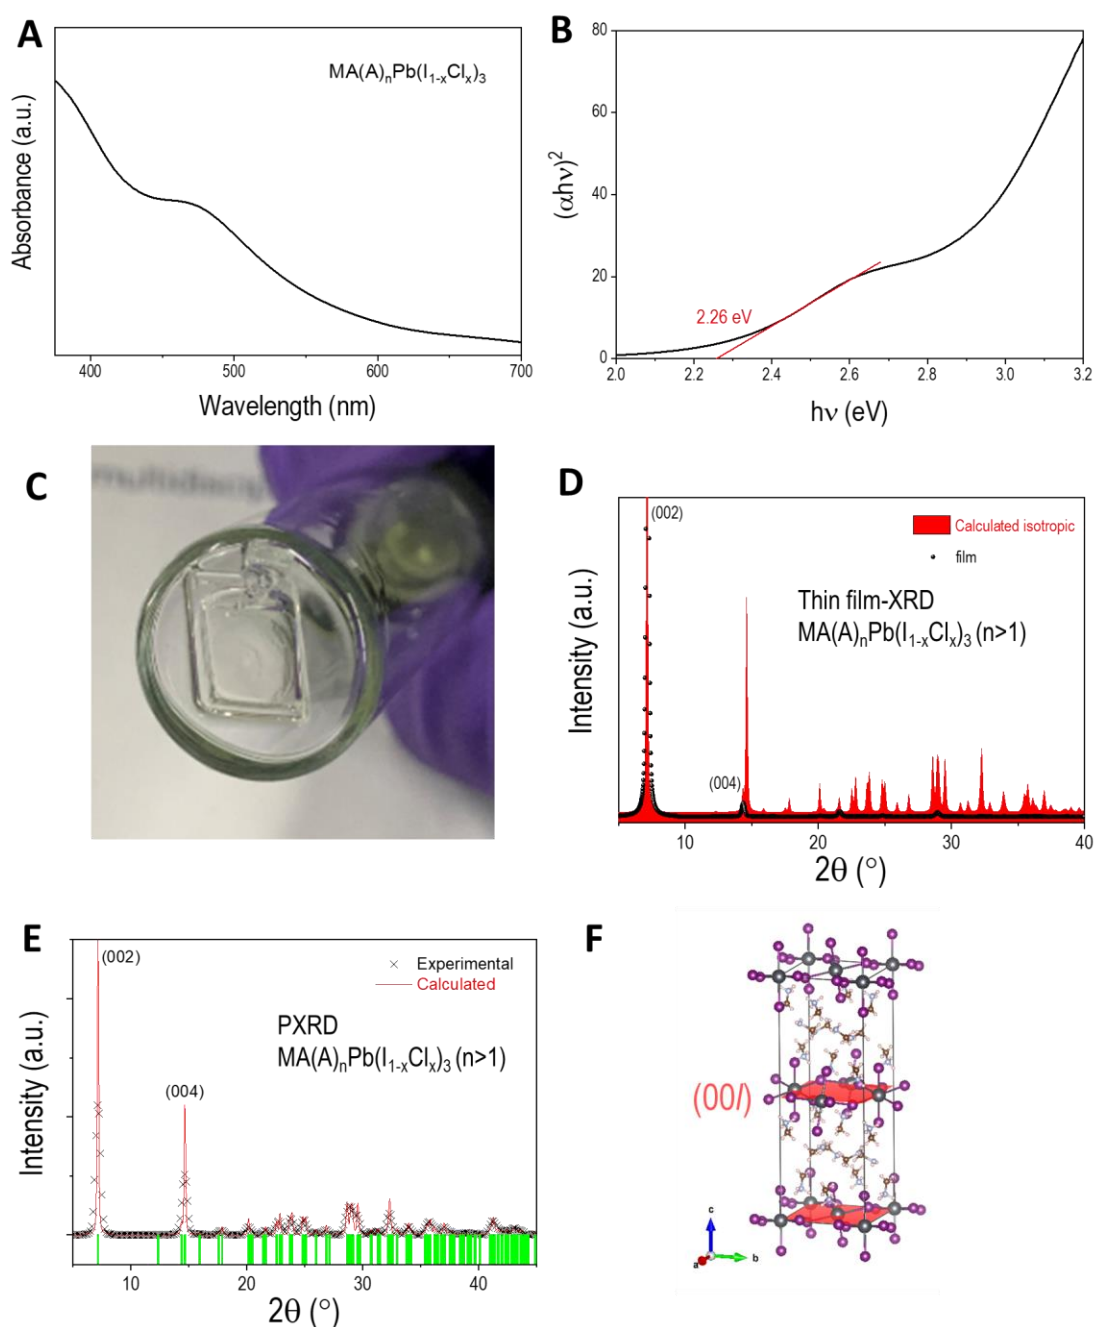 A
MA(A)ₙPb(I₁₋ₓClₓ)₃
Absorbance (a.u.)
400
500
600
700
Wavelength (nm)
B
80
60
40
20
0
(αhν)²
2.26 eV
2.0
2.2
2.4
2.6
2.8
3.0
3.2
hν (eV)
C
D
(002)
Calculated isotropic
film
Thin film-XRD
MA(A)ₙPb(I₁₋ₓClₓ)₃ (n>1)
(004)
Intensity (a.u.)
10
20
30
40
2θ (°)
E
(002)
Experimental
Calculated
PXRD
MA(A)ₙPb(I₁₋ₓClₓ)₃ (n>1)
(004)
Intensity (a.u.)
10
20
30
40
2θ (°)
F
(00l)
c
a
b